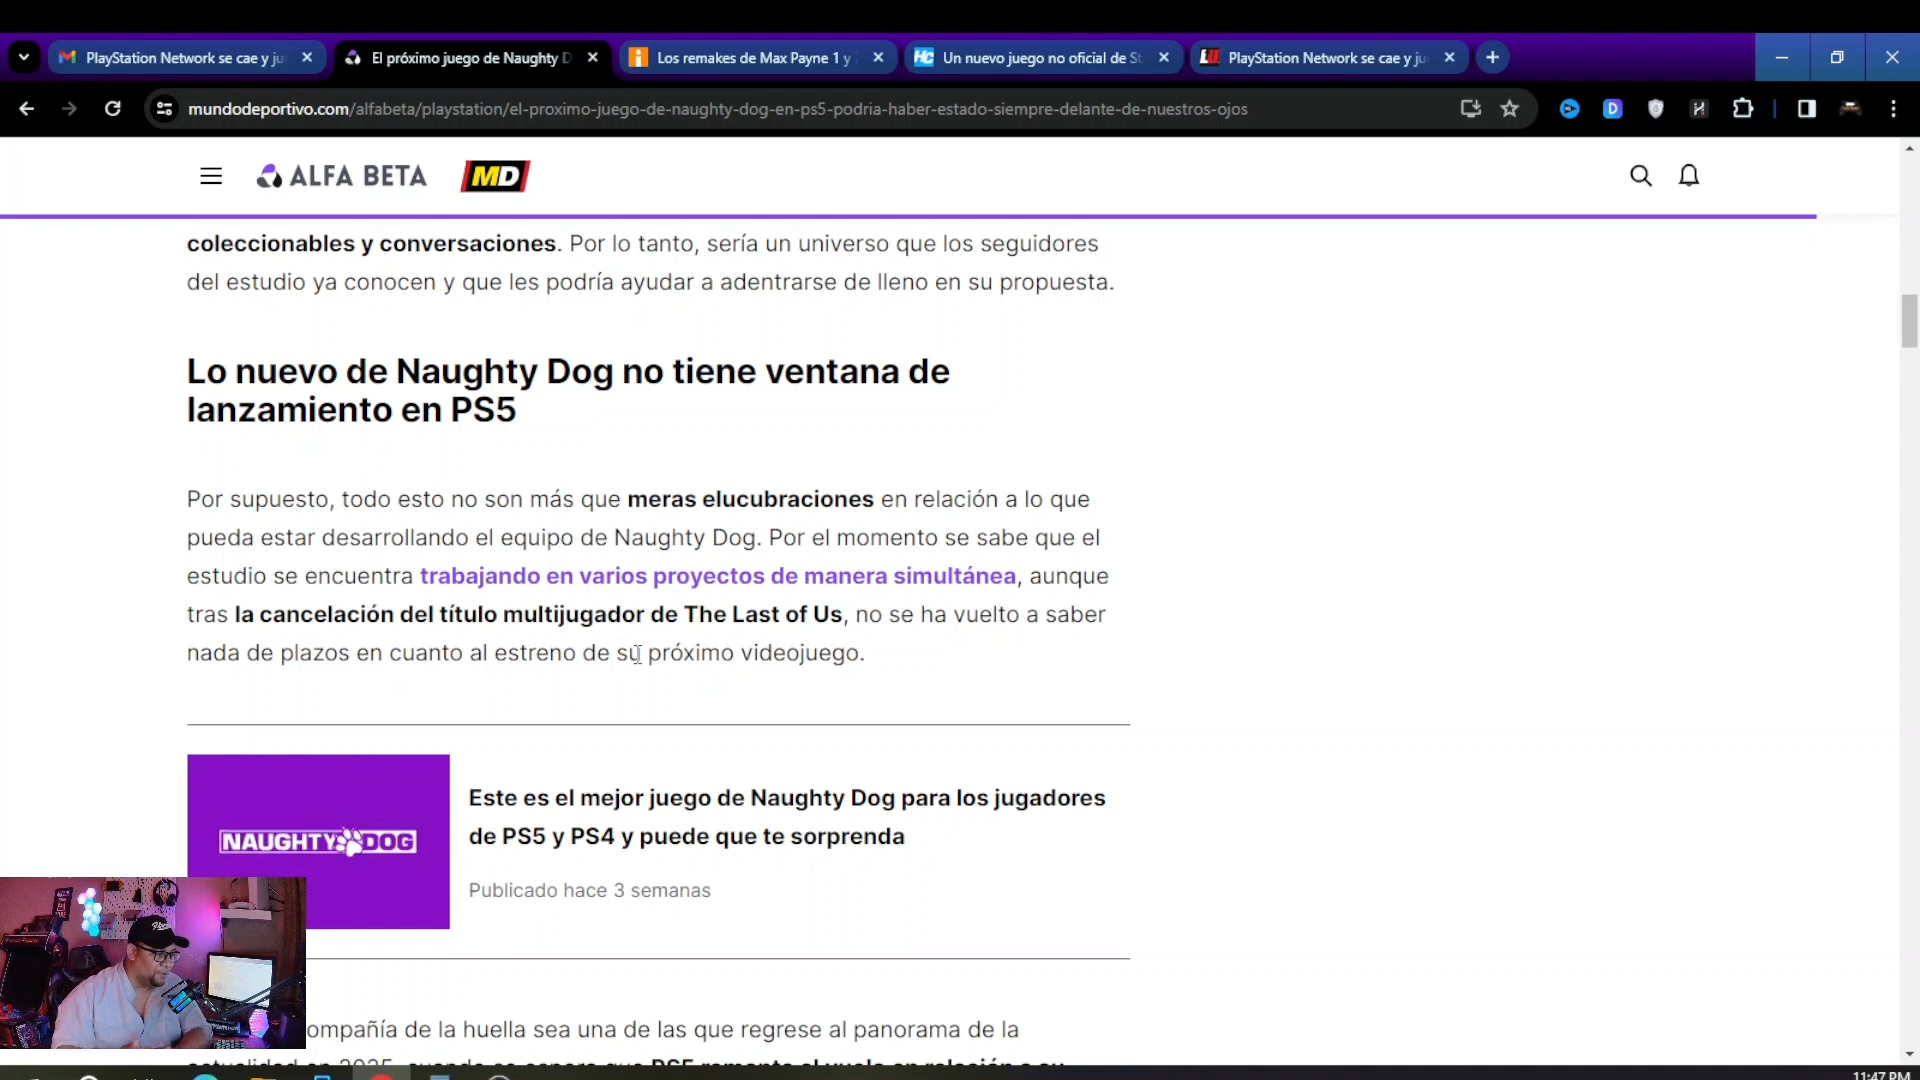 PlayStation Network se cae y ju
El próximo juego de Naughty D
Los remakes de Max Payne 1 y
Un nuevo juego no oficial de St
PlayStation Network se cae y ju
mundodeportivo.com/alfabeta/playstation/el-proximo-juego-de-naughty-dog-en-ps5-podria-haber-estado-siempre-delante-de-nuestros-ojos
ALFA BETA MD
coleccionables y conversaciones. Por lo tanto, sería un universo que los seguidores
del estudio ya conocen y que les podría ayudar a adentrarse de lleno en su propuesta.
Lo nuevo de Naughty Dog no tiene ventana de
lanzamiento en PS5
Por supuesto, todo esto no son más que meras elucubraciones en relación a lo que
pueda estar desarrollando el equipo de Naughty Dog. Por el momento se sabe que el
estudio se encuentra trabajando en varios proyectos de manera simultánea, aunque
tras la cancelación del título multijugador de The Last of Us, no se ha vuelto a saber
nada de plazos en cuanto al estreno de su próximo videojuego.
NAUGHTY DOG
Este es el mejor juego de Naughty Dog para los jugadores
de PS5 y PS4 y puede que te sorprenda
Publicado hace 3 semanas
ompañía de la huella sea una de las que regrese al panorama de la
11:47 PM